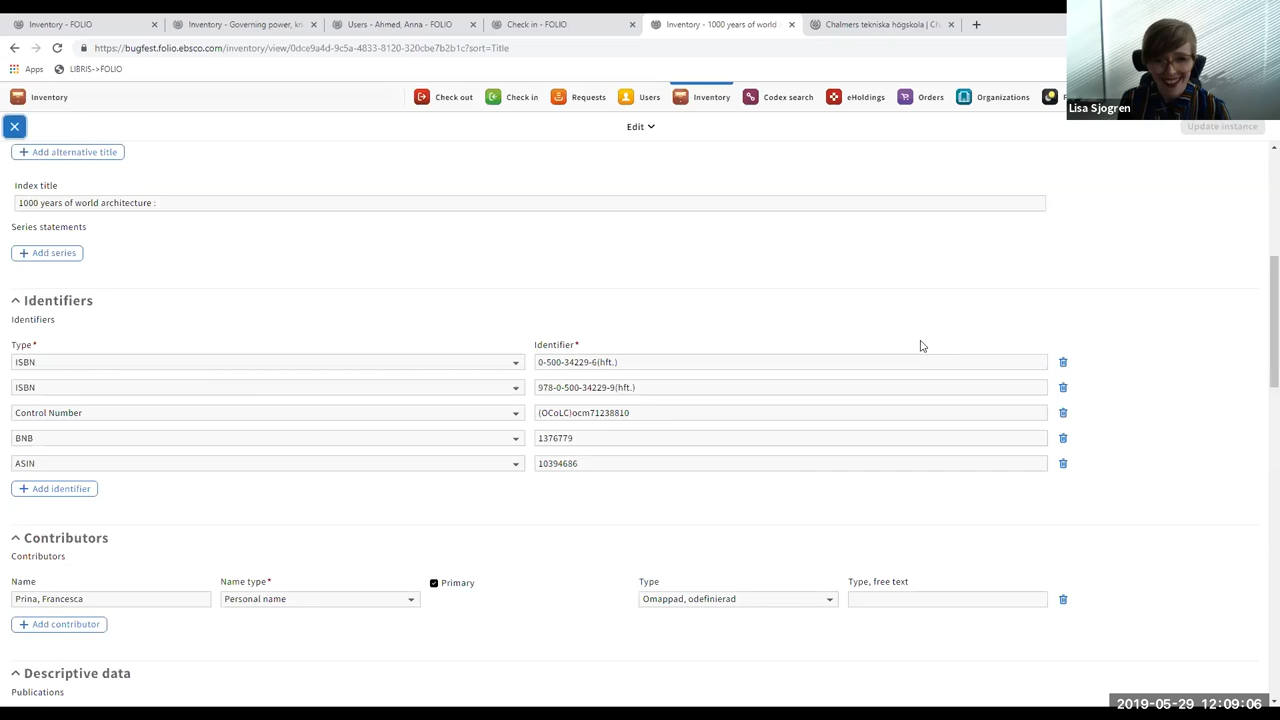 Inventory - FOLIO
Inventory - Governing power, kn
Users - Ahmed, Anna - FOLIO
Check in - FOLIO
Inventory - 1000 years of world
Chalmers tekniska högskola | Ch
https://bugfest.folio.ebsco.com/inventory/view/0dce9a4d-9c5a-4833-8120-320cbe7b2b1c?sort=Title
Apps
LIBRIS->FOLIO
Inventory
Check out
Check in
Requests
Users
Inventory
Codex search
eHoldings
Orders
Organizations
Lisa Sjogren
Edit
Update instance
Add alternative title
Index title
1000 years of world architecture :
Series statements
Add series
Identifiers
Identifiers
Type*
Identifier*
ISBN
0-500-34229-6(hft.)
ISBN
978-0-500-34229-9(hft.)
Control Number
(OCoLC)ocm71238810
BNB
1376779
ASIN
10394686
Add identifier
Contributors
Contributors
Name
Name type*
Primary
Type
Type, free text
Prina, Francesca
Personal name
Omappad, odefinierad
Add contributor
Descriptive data
Publications
2019-05-29 12:09:06